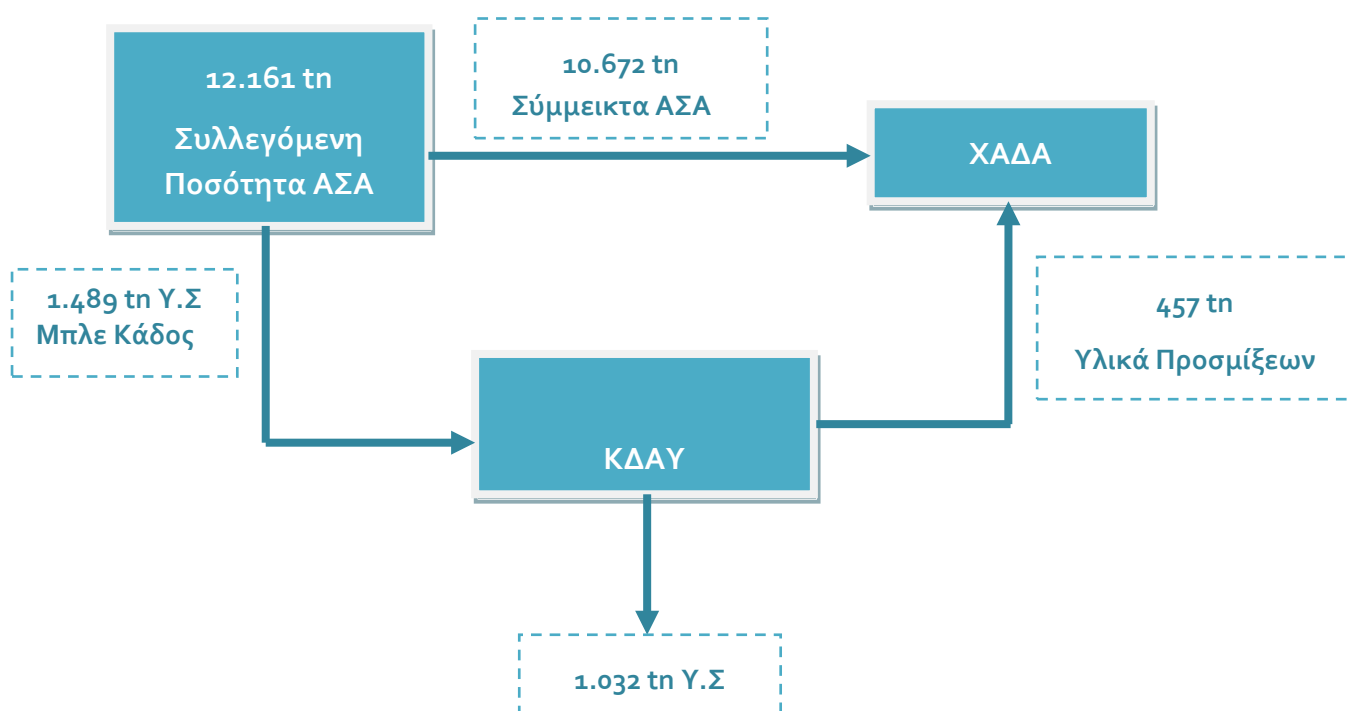 12.161 tn
Συλλεγόμενη
Ποσότητα ΑΣΑ
10.672 tn
Σύμμεικτα ΑΣΑ
ΧΑΔΑ
1.489 tn Υ.Σ
Μπλε Κάδος
457 tn
Υλικά Προσμίξεων
ΚΔΑΥ
1.032 tn Υ.Σ